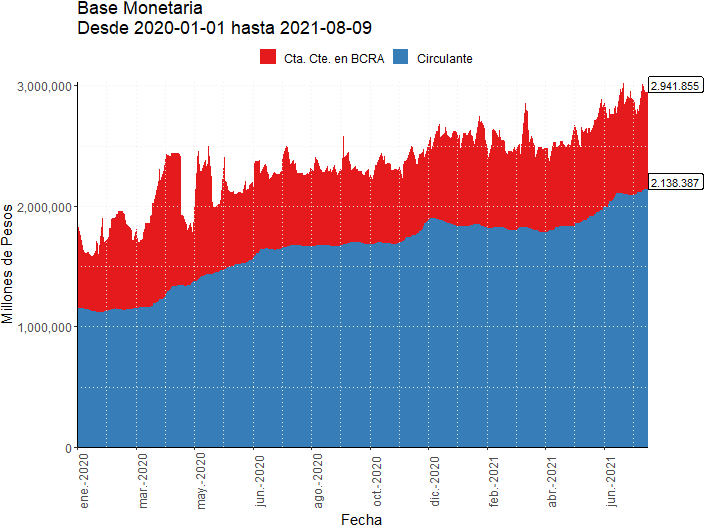 Base Monetaria
Desde 2020-01-01 hasta 2021-08-09
Cta. Cte. en BCRA
Circulante
Millones de Pesos
3,000,000
2,000,000
1,000,000
0
2.941.855
2.138.387
ene.-2020
mar.-2020
may.-2020
jun.-2020
ago.-2020
oct.-2020
dic.-2020
feb.-2021
abr.-2021
jun.-2021
Fecha